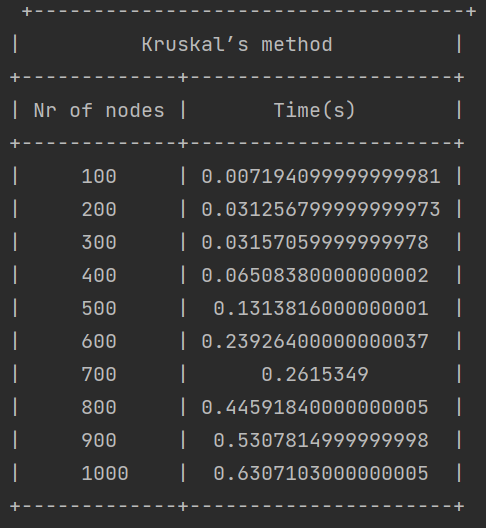 +------------------------------------+
| Kruskal’s method |
+-------------+----------------------+
| Nr of nodes | Time(s) |
+-------------+----------------------+
| 100 | 0.007194099999999981 |
| 200 | 0.031256799999999973 |
| 300 | 0.03157059999999978 |
| 400 | 0.06508380000000002 |
| 500 | 0.1313816000000001 |
| 600 | 0.23926400000000037 |
| 700 | 0.2615349 |
| 800 | 0.44591840000000005 |
| 900 | 0.5307814999999998 |
| 1000 | 0.6307103000000005 |
+-------------+----------------------+